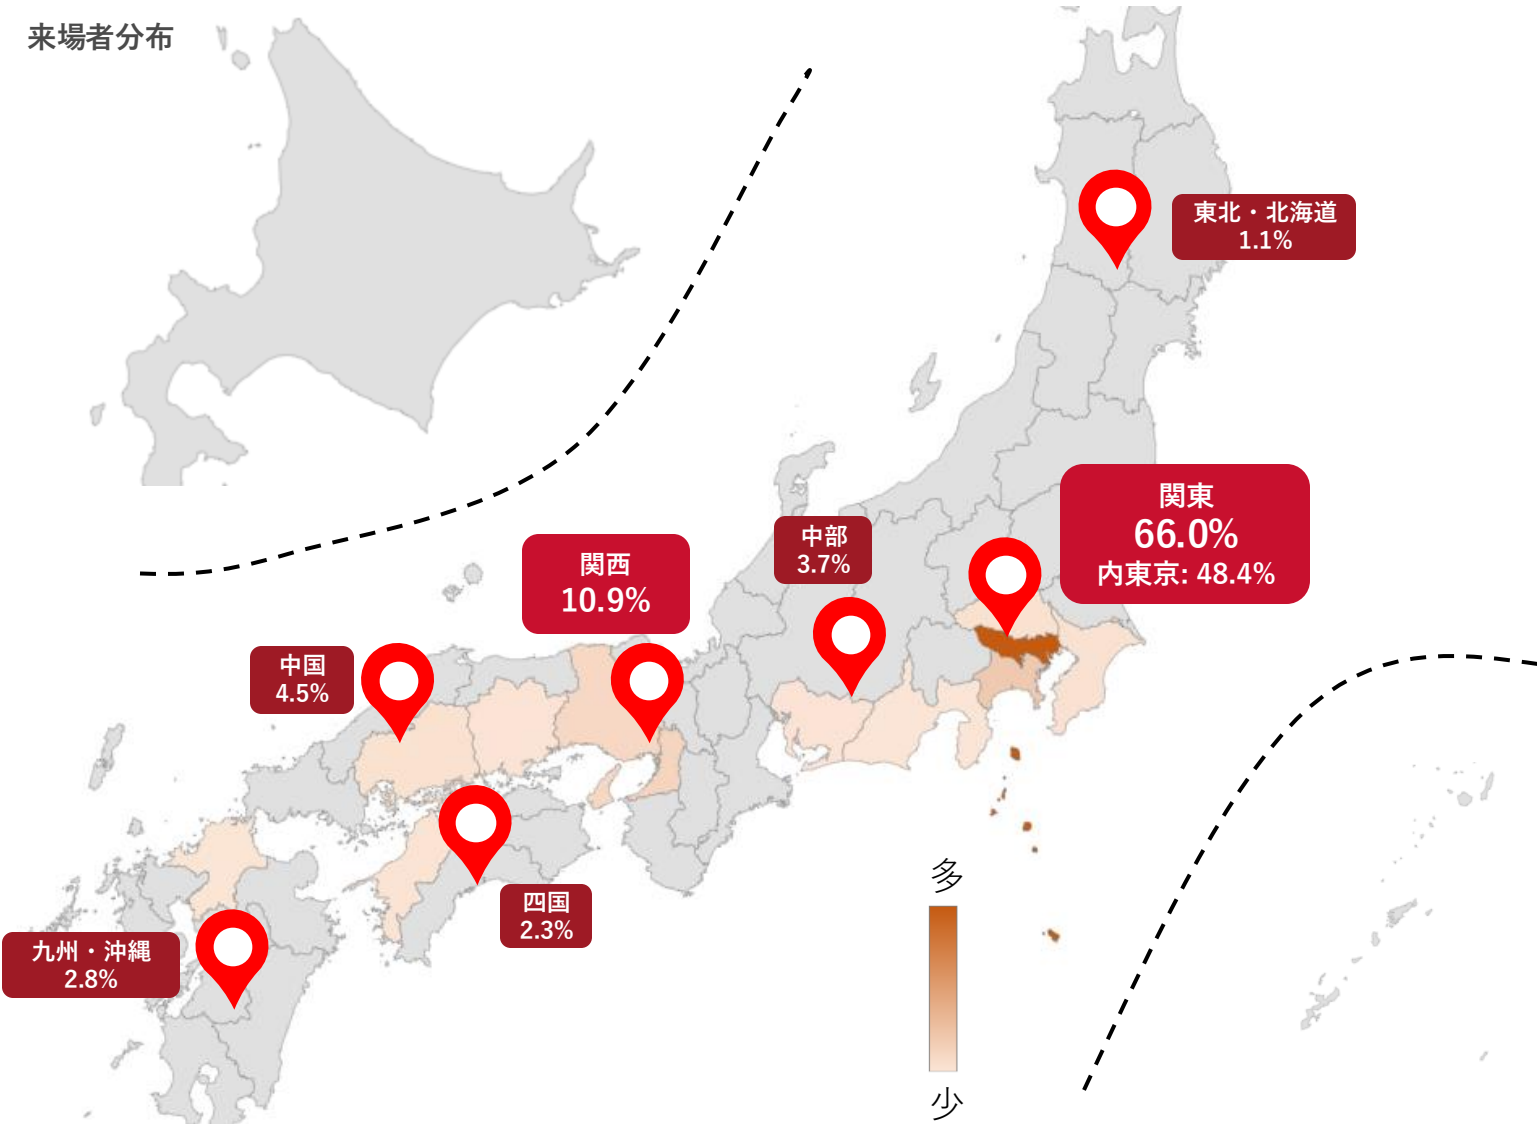 来場者分布
東北・北海道
1.1%
関東
66.0%
内東京: 48.4%
中部
3.7%
関西
10.9%
中国
4.5%
四国
2.3%
九州・沖縄
2.8%
多
少